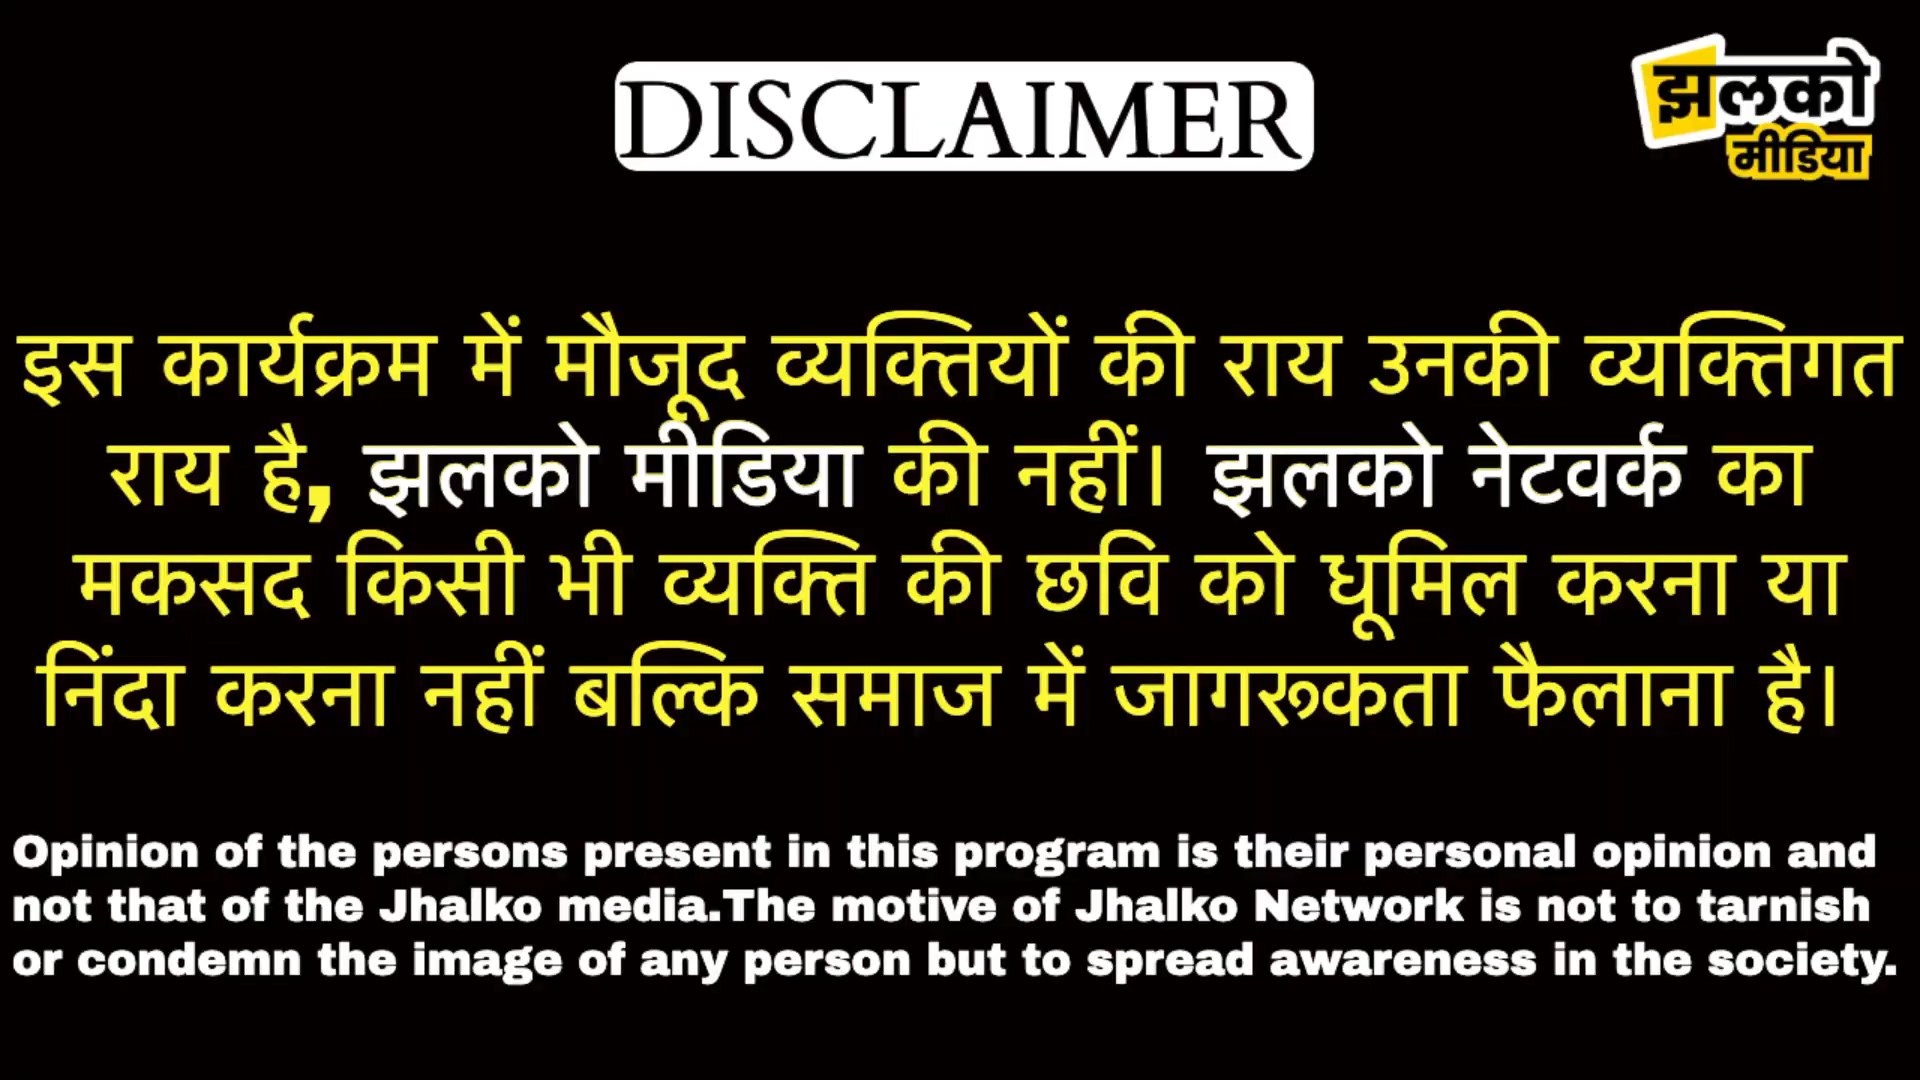 DISCLAIMER
झलको
मीडिया
इस कार्यक्रम में मौजूद व्यक्तियों की राय उनकी व्यक्तिगत
राय है, झलको मीडिया की नहीं। झलको नेटवर्क का
मकसद किसी भी व्यक्ति की छवि को धूमिल करना या
निंदा करना नहीं बल्कि समाज में जागरूकता फैलाना है।
Opinion of the persons present in this program is their personal opinion and
not that of the Jhalko media.The motive of Jhalko Network is not to tarnish
or condemn the image of any person but to spread awareness in the society.